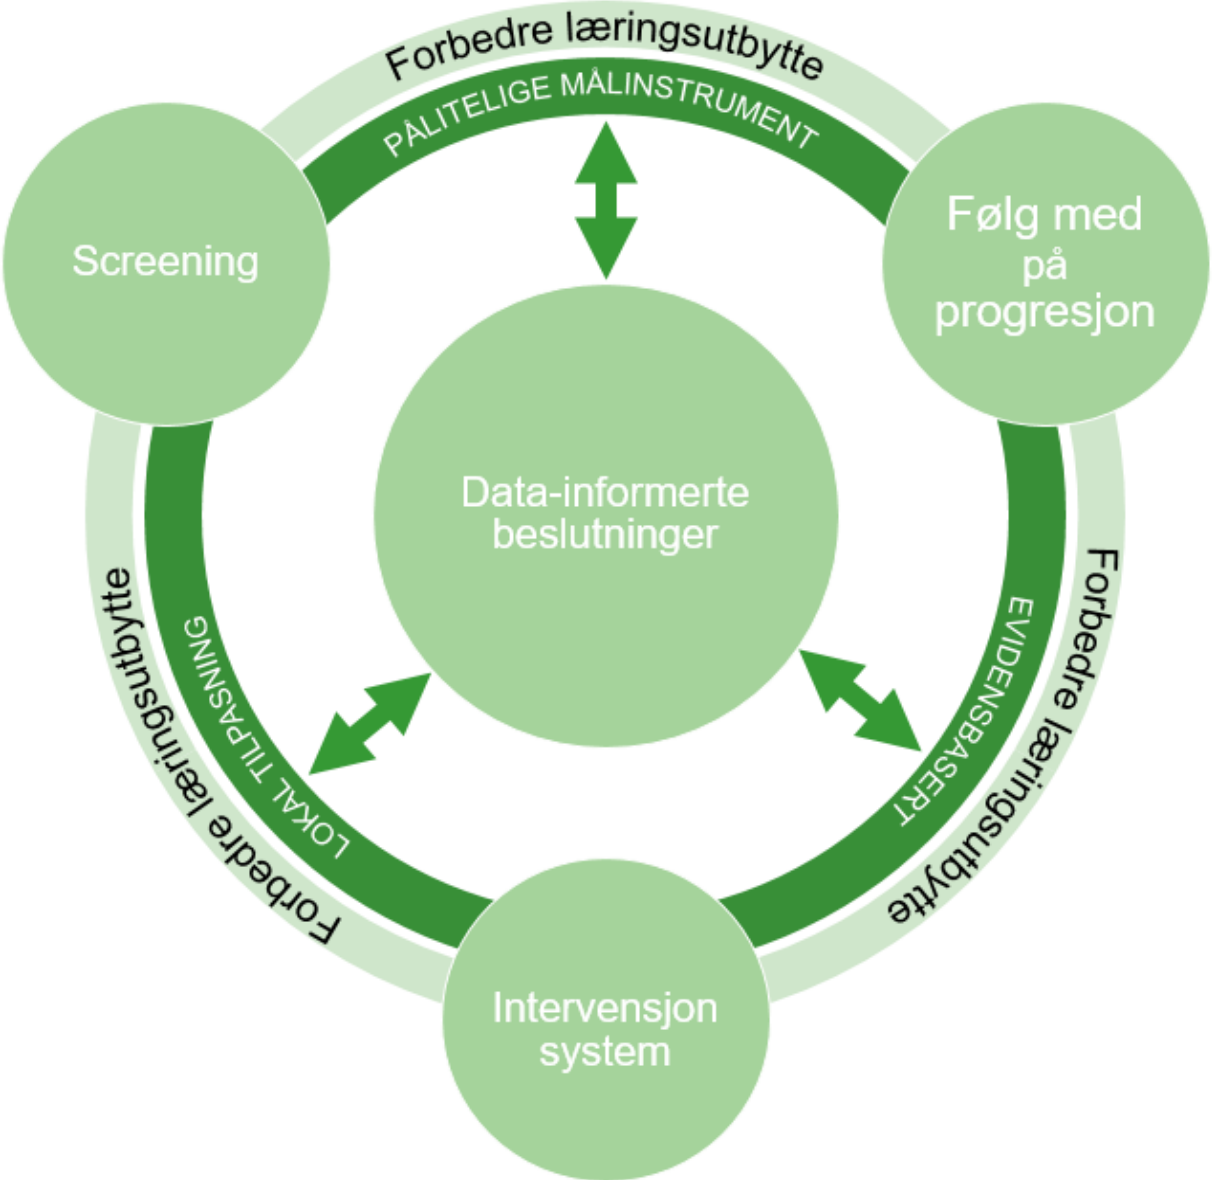 Forbedre læringsutbytte
PÅLITELIGE MÅLINSTRUMENT
Screening
Følg med
på
progresjon
Data-informerte
beslutninger
Forbedre læringsutbytte
LOKAL TILPASNING
EVIDENSBASERT
Forbedre læringsutbytte
Intervensjon
system